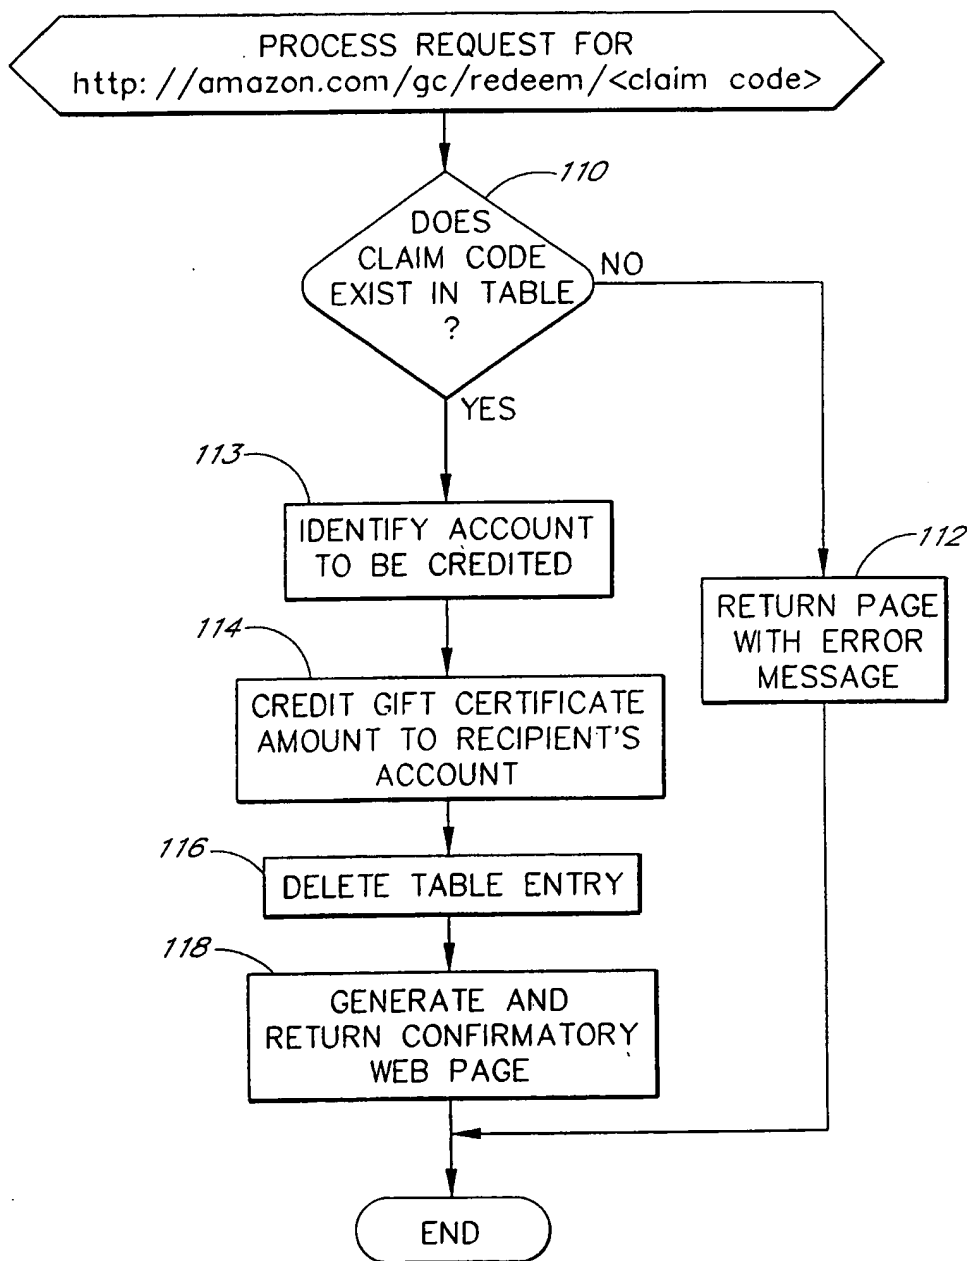 PROCESS REQUEST FOR
http://amazon.com/gc/redeem/<claim code>
110
DOES
CLAIM CODE
EXIST IN TABLE
?
NO
YES
113
IDENTIFY ACCOUNT
TO BE CREDITED
112
RETURN PAGE
WITH ERROR
MESSAGE
114
CREDIT GIFT CERTIFICATE
AMOUNT TO RECIPIENT'S
ACCOUNT
116
DELETE TABLE ENTRY
118
GENERATE AND
RETURN CONFIRMATORY
WEB PAGE
END